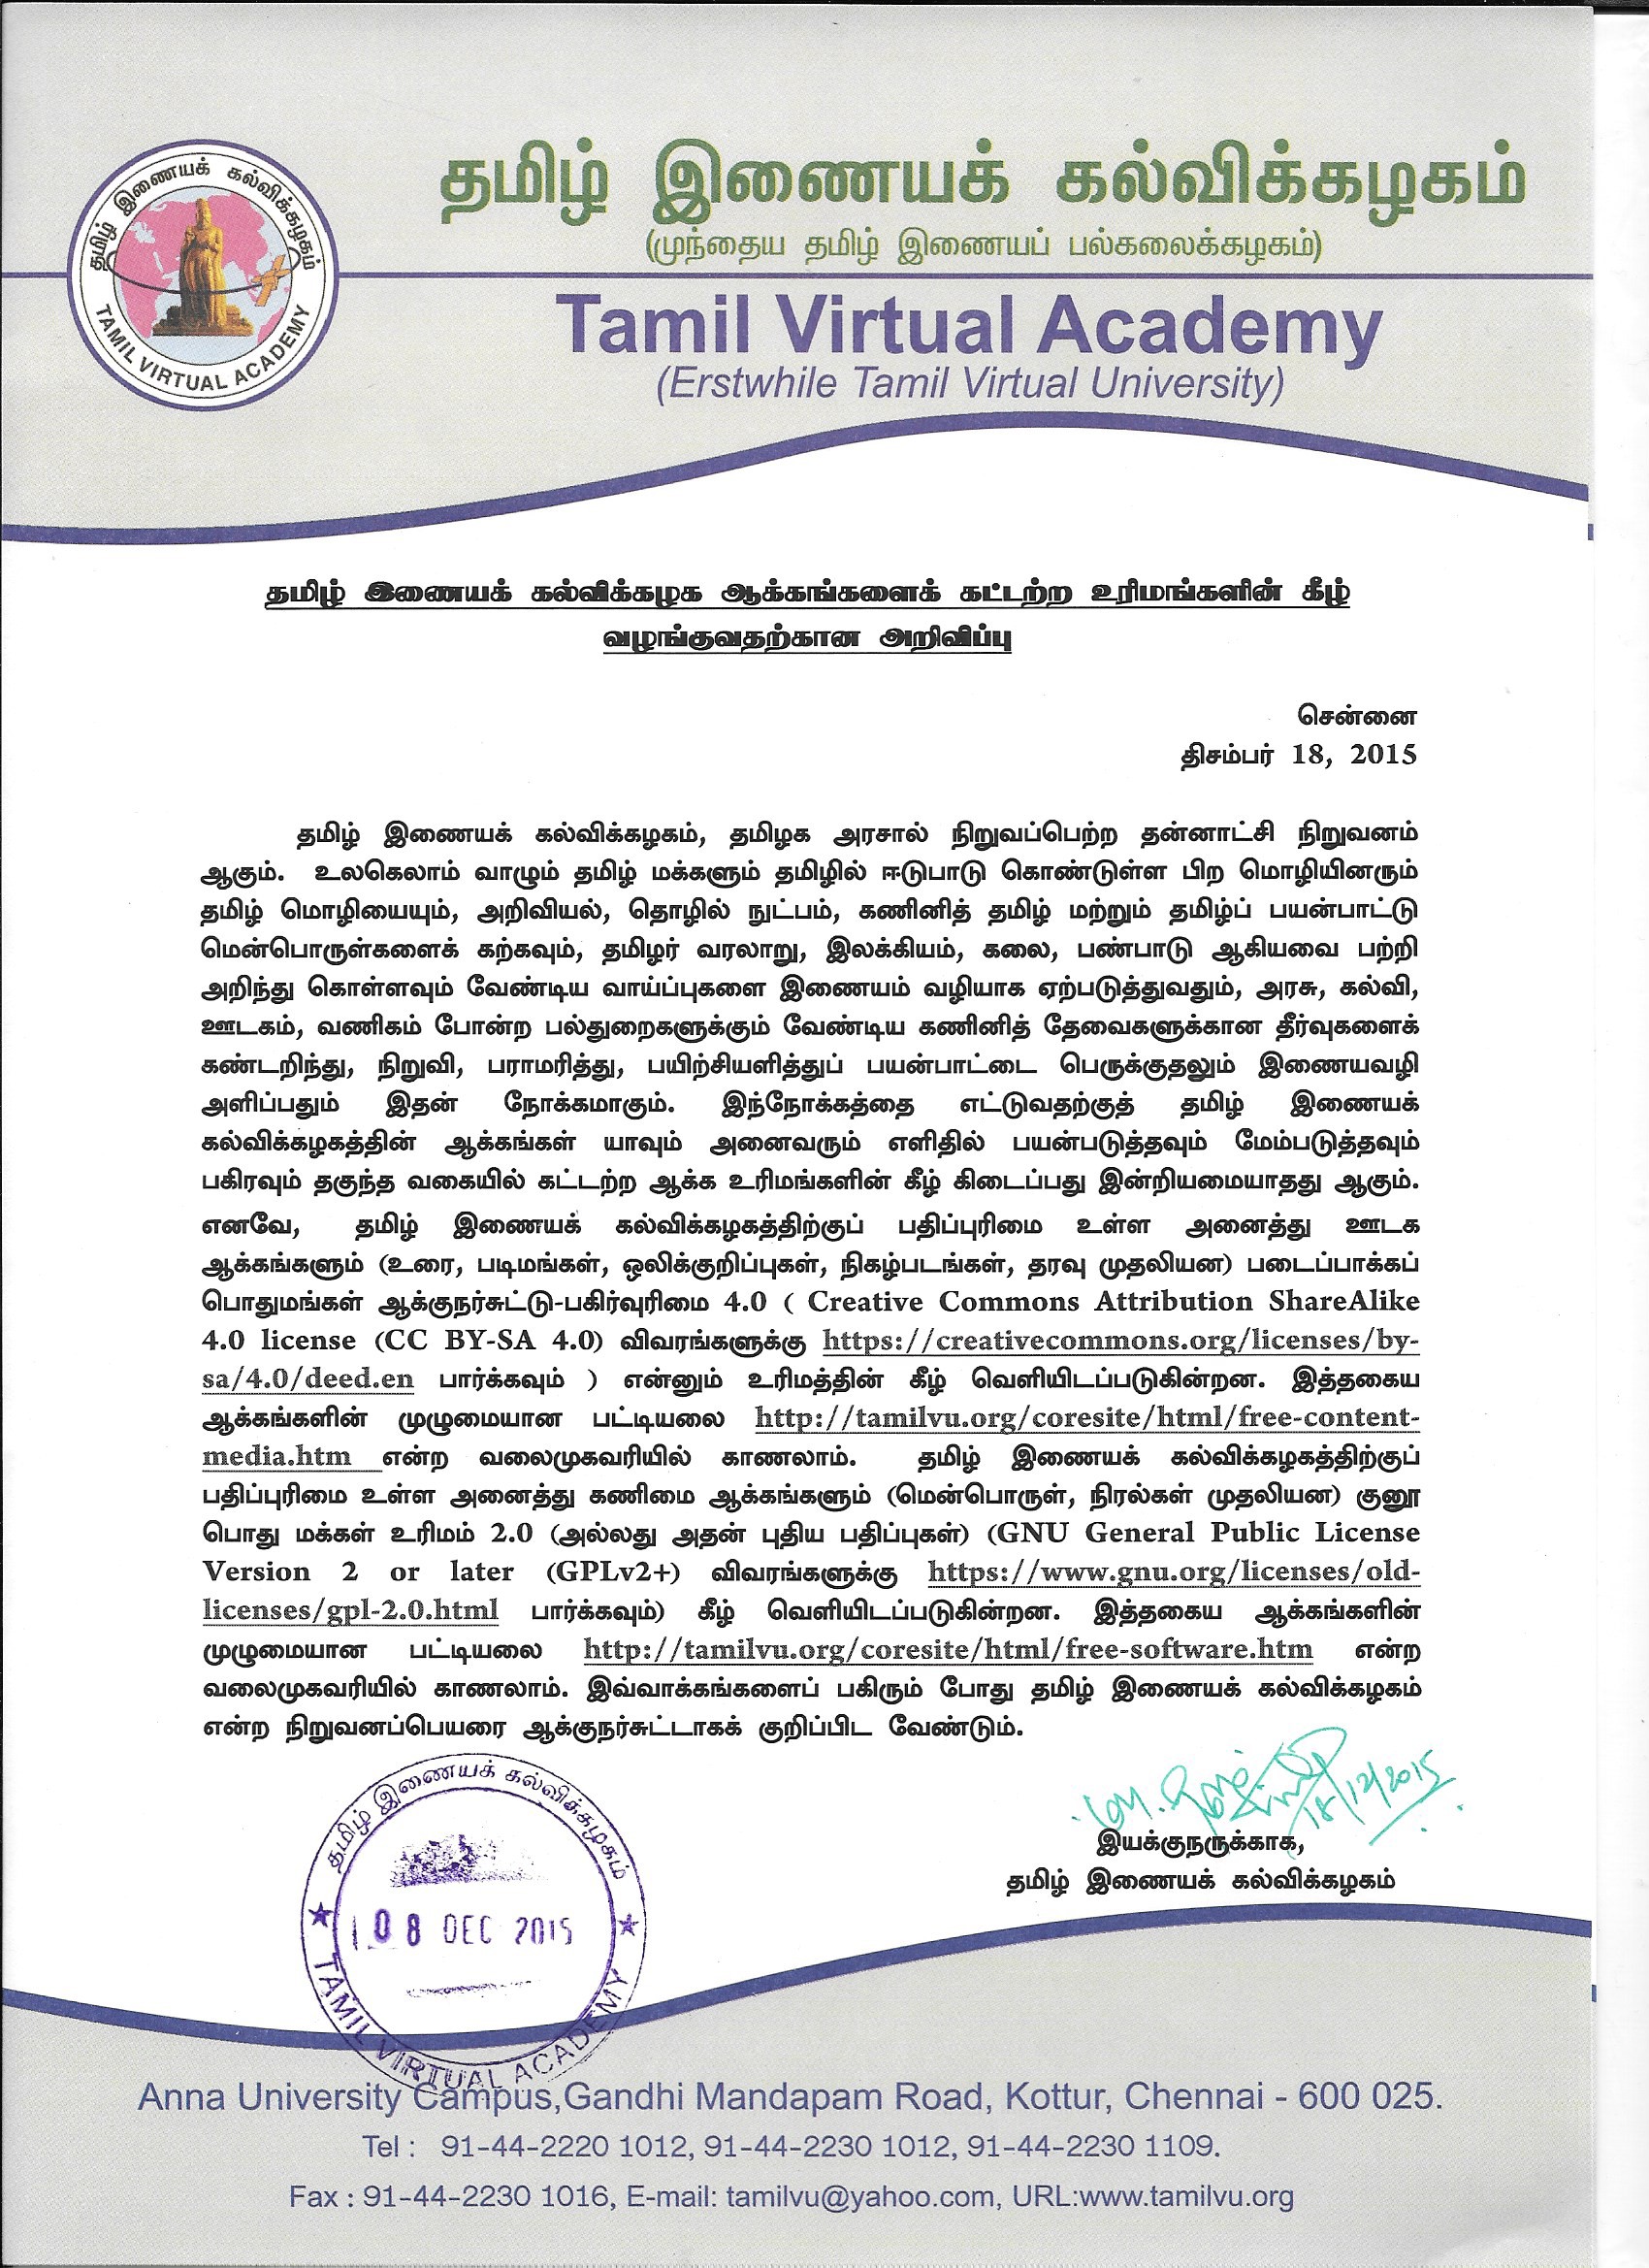 தமிழ் இணையக் கல்விக்கழகம்
(முந்தைய தமிழ் இணையப் பல்கலைக்கழகம்)
தமிழ் இணையக் கல்விக்கழகம்
TAMIL VIRTUAL ACADEMY
Tamil Virtual Academy
(Erstwhile Tamil Virtual University)
தமிழ் இணையக் கல்விக்கழக ஆக்கங்களைக் கட்டற்ற உரிமங்களின் கீழ்
வழங்குவதற்கான அறிவிப்பு
சென்னை
திசம்பர் 18, 2015
தமிழ் இணையக் கல்விக்கழகம், தமிழக அரசால் நிறுவப்பெற்ற தன்னாட்சி நிறுவனம்
ஆகும். உலகெலாம் வாழும் தமிழ் மக்களும் தமிழில் ஈடுபாடு கொண்டுள்ள பிற மொழியினரும்
தமிழ் மொழியையும், அறிவியல், தொழில் நுட்பம், கணினித் தமிழ் மற்றும் தமிழ்ப் பயன்பாட்டு
மென்பொருள்களைக் கற்கவும், தமிழர் வரலாறு, இலக்கியம், கலை, பண்பாடு ஆகியவை பற்றி
அறிந்து கொள்ளவும் வேண்டிய வாய்ப்புகளை இணையம் வழியாக ஏற்படுத்துவதும், அரசு, கல்வி,
ஊடகம், வணிகம் போன்ற பல்துறைகளுக்கும் வேண்டிய கணினித் தேவைகளுக்கான தீர்வுகளைக்
கண்டறிந்து, நிறுவி, பராமரித்து, பயிற்சியளித்துப் பயன்பாட்டை பெருக்குதலும் இணையவழி
அளிப்பதும் இதன் நோக்கமாகும். இந்நோக்கத்தை எட்டுவதற்குத் தமிழ் இணையக்
கல்விக்கழகத்தின் ஆக்கங்கள் யாவும் அனைவரும் எளிதில் பயன்படுத்தவும் மேம்படுத்தவும்
பகிரவும் தகுந்த வகையில் கட்டற்ற ஆக்க உரிமங்களின் கீழ் கிடைப்பது இன்றியமையாதது ஆகும்.
எனவே, தமிழ் இணையக் கல்விக்கழகத்திற்குப் பதிப்புரிமை உள்ள அனைத்து ஊடக
ஆக்கங்களும் (உரை, படிமங்கள், ஒலிக்குறிப்புகள், நிகழ்படங்கள், தரவு முதலியன) படைப்பாக்கப்
பொதுமங்கள் ஆக்குநர்சுட்டு-பகிர்வுரிமை 4.0 ( Creative Commons Attribution ShareAlike
4.0 license (CC BY-SA 4.0) விவரங்களுக்கு https://creativecommons.org/licenses/by-
sa/4.0/deed.en பார்க்கவும் ) என்னும் உரிமத்தின் கீழ் வெளியிடப்படுகின்றன. இத்தகைய
ஆக்கங்களின் முழுமையான பட்டியலை http://tamilvu.org/coresite/html/free-content-
media.htm என்ற வலைமுகவரியில் காணலாம். தமிழ் இணையக் கல்விக்கழகத்திற்குப்
பதிப்புரிமை உள்ள அனைத்து கணிமை ஆக்கங்களும் (மென்பொருள், நிரல்கள் முதலியன) குனூ
பொது மக்கள் உரிமம் 2.0 (அல்லது அதன் புதிய பதிப்புகள்) (GNU General Public License
Version 2 or later (GPLv2+) விவரங்களுக்கு https://www.gnu.org/licenses/old-
licenses/gpl-2.0.html பார்க்கவும்) கீழ் வெளியிடப்படுகின்றன. இத்தகைய ஆக்கங்களின்
முழுமையான பட்டியலை http://tamilvu.org/coresite/html/free-software.htm என்ற
வலைமுகவரியில் காணலாம். இவ்வாக்கங்களைப் பகிரும் போது தமிழ் இணையக் கல்விக்கழகம்
என்ற நிறுவனப்பெயரை ஆக்குநர்சுட்டாகக் குறிப்பிட வேண்டும்.
18/12/2015
இயக்குநருக்காக,
தமிழ் இணையக் கல்விக்கழகம்
தமிழ் இணையக் கல்விக்கழகம்
08 DEC 2015
TAMIL VIRTUAL ACADEMY
Anna University Campus,Gandhi Mandapam Road, Kottur, Chennai - 600 025.
Tel : 91-44-2220 1012, 91-44-2230 1012, 91-44-2230 1109.
Fax : 91-44-2230 1016, E-mail: tamilvu@yahoo.com, URL:www.tamilvu.org